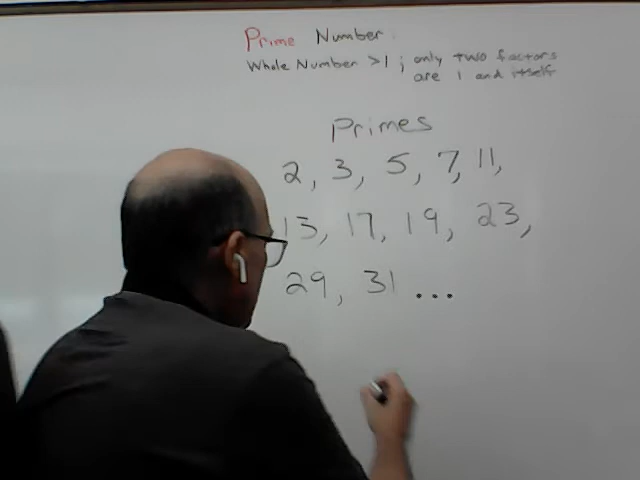 Prime Number:
Whole Number >1 ; only two factors
are 1 and itself
Primes
2, 3, 5, 7, 11,
13, 17, 19, 23,
29, 31 ...